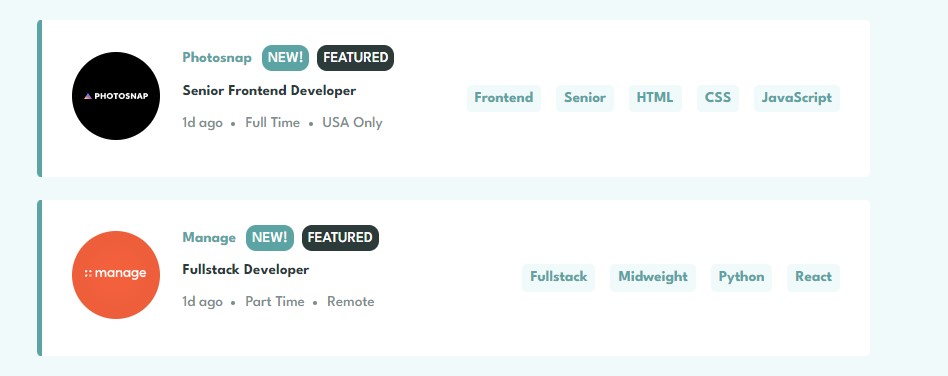 PHOTOSNAP
Photosnap NEW! FEATURED
Senior Frontend Developer
1d ago • Full Time • USA Only
Frontend Senior HTML CSS JavaScript
manage
Manage NEW! FEATURED
Fullstack Developer
1d ago • Part Time • Remote
Fullstack Midweight Python React